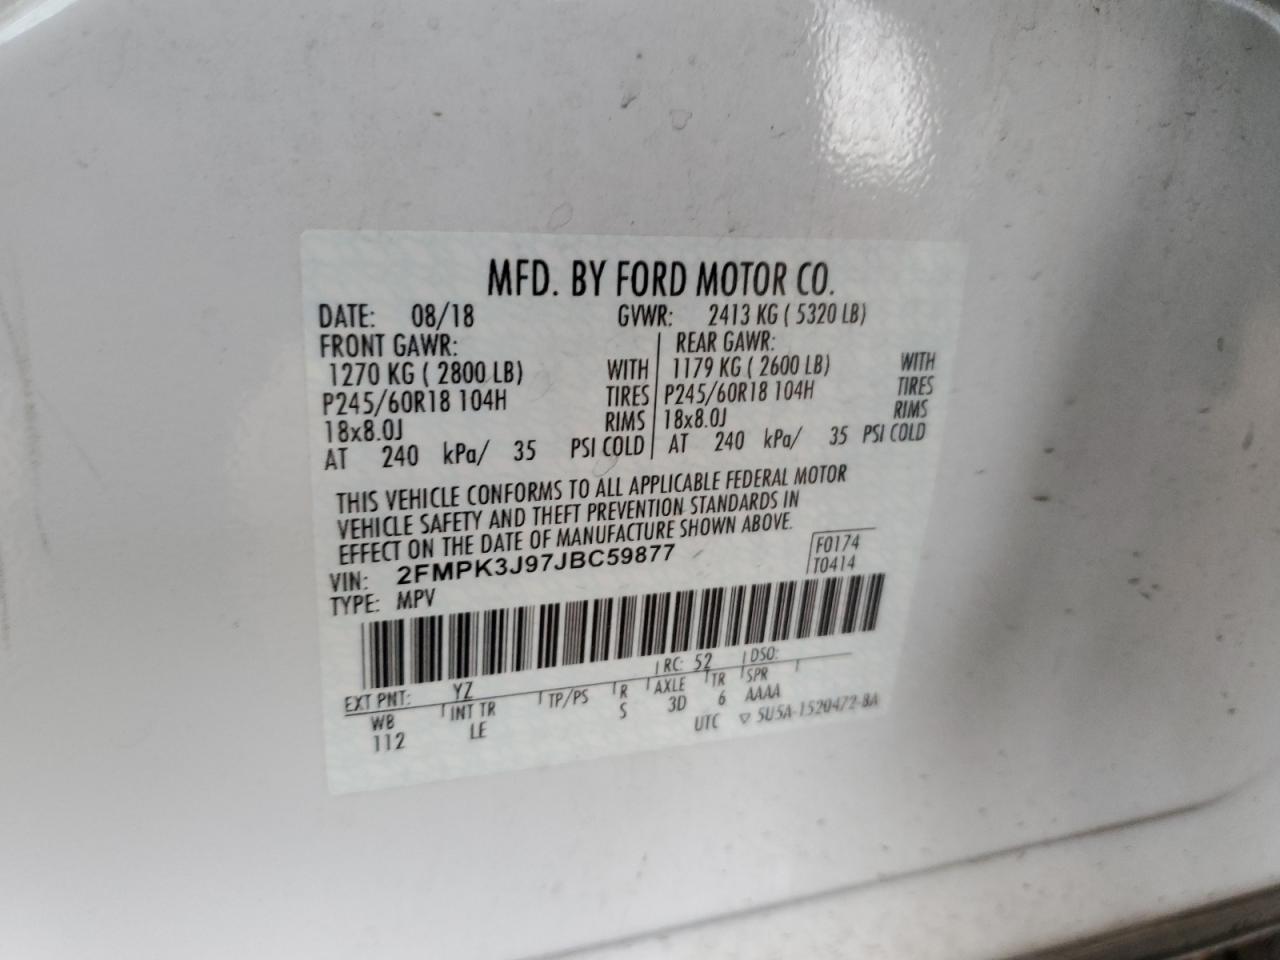 MFD. BY FORD MOTOR CO.
DATE: 08/18 GVWR: 2413 KG ( 5320 LB)
FRONT GAWR: REAR GAWR:
1270 KG ( 2800 LB) WITH 1179 KG ( 2600 LB) WITH
P245/60R18 104H TIRES P245/60R18 104H TIRES
18x8.0J RIMS 18x8.0J RIMS
AT 240 kPa/ 35 PSI COLD AT 240 kPa/ 35 PSI COLD
THIS VEHICLE CONFORMS TO ALL APPLICABLE FEDERAL MOTOR
VEHICLE SAFETY AND THEFT PREVENTION STANDARDS IN
EFFECT ON THE DATE OF MANUFACTURE SHOWN ABOVE.
VIN: 2FMPK3J97JBC59877 F0174
TYPE: MPV T0414
EXT PNT: YZ RC: 52 DSO:
WB INT TR TP/PS R AXLE TR SPR
112 LE S 3D 6 AAAA
UTC ▽ 5U5A-1520472-BA